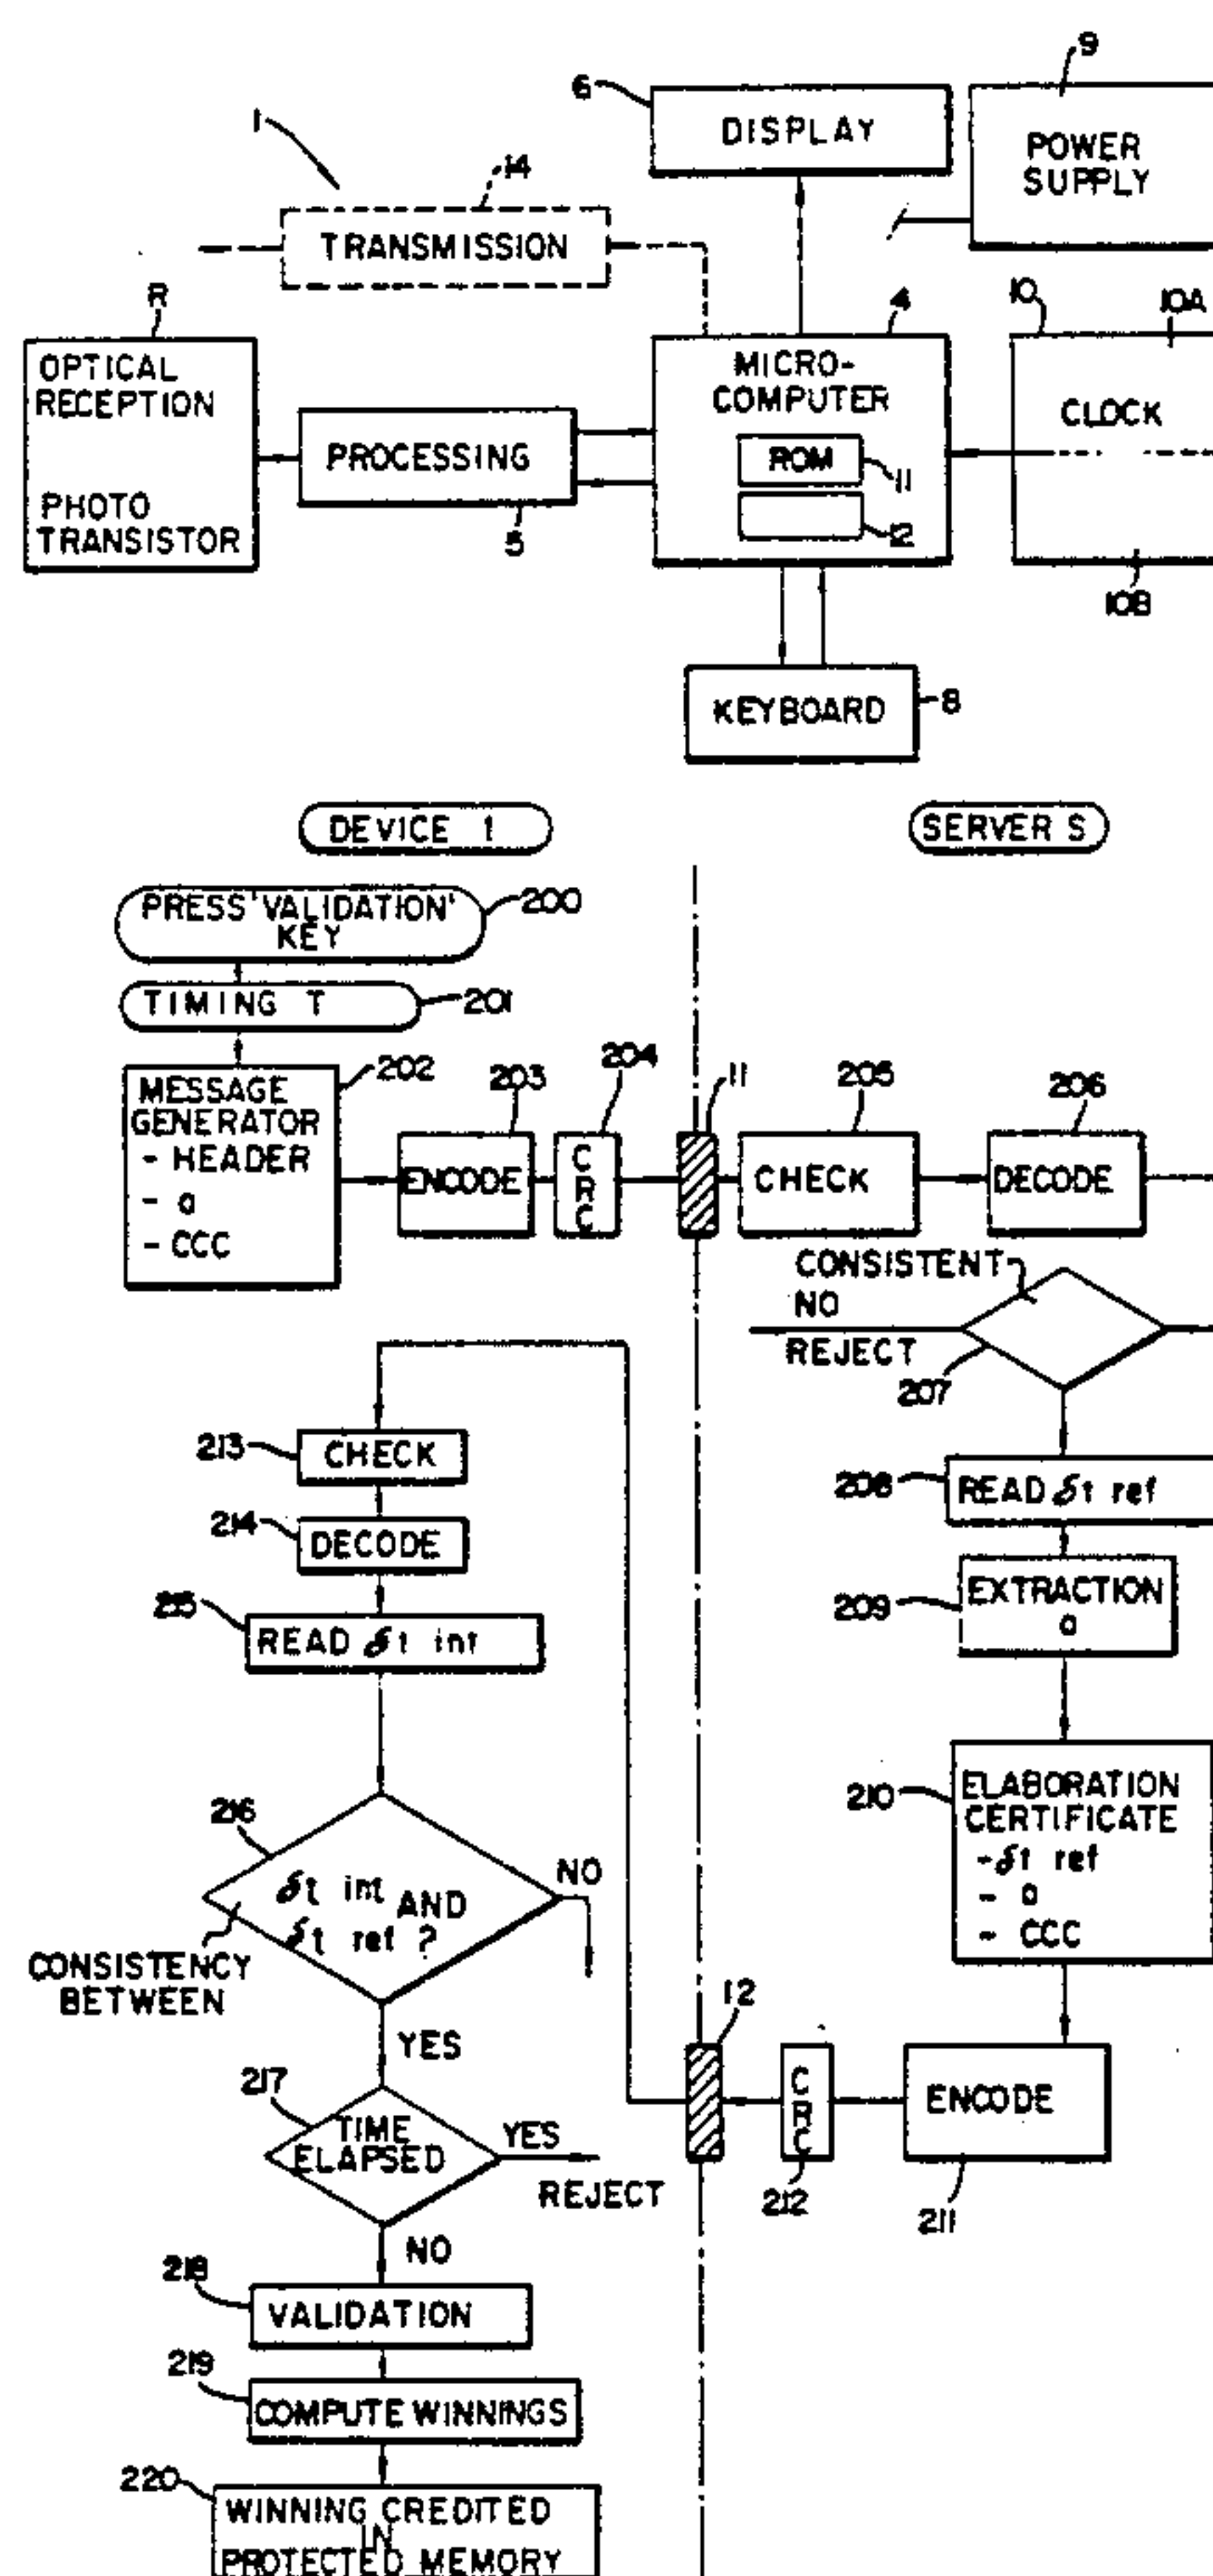 9
6
DISPLAY
POWER
SUPPLY
1
14
TRANSMISSION
R
4
10
10A
OPTICAL
RECEPTION
PHOTO
TRANSISTOR
PROCESSING
5
MICRO-
COMPUTER
ROM
11
12
CLOCK
10B
KEYBOARD
8
DEVICE 1
SERVER S
PRESS 'VALIDATION'
KEY
200
TIMING T
201
MESSAGE
GENERATOR
- HEADER
- a
- CCC
202
203
ENCODE
204
CRC
11
205
CHECK
206
DECODE
CONSISTENT
NO
REJECT
207
213
CHECK
208
READ δt ref
214
DECODE
209
EXTRACTION
a
215
READ δt int
210
ELABORATION
CERTIFICATE
- δt ref
- a
- CCC
216
δt int AND
δt ref ?
NO
CONSISTENCY
BETWEEN
YES
12
CRC
212
ENCODE
211
217
TIME
ELAPSED
YES
REJECT
NO
218
VALIDATION
219
COMPUTE WINNINGS
220
WINNING CREDITED
IN
PROTECTED MEMORY